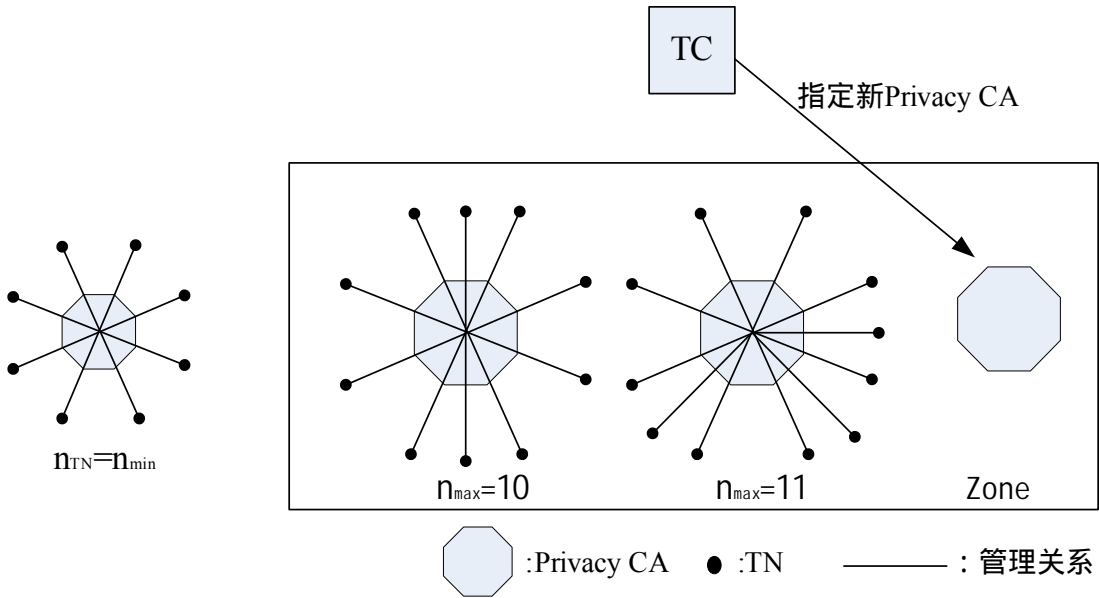 TC
指定新Privacy CA
nTN=nmin
nmax=10
nmax=11
Zone
:Privacy CA
:TN
：管理关系